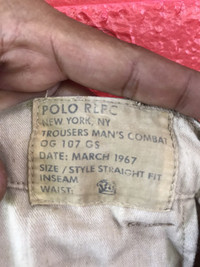 POLO RLPC
NEW YORK, NY
TROUSERS MAN'S COMBAT
OG 107 GS
DATE: MARCH 1967
SIZE / STYLE STRAIGHT FIT
INSEAM
WAIST: